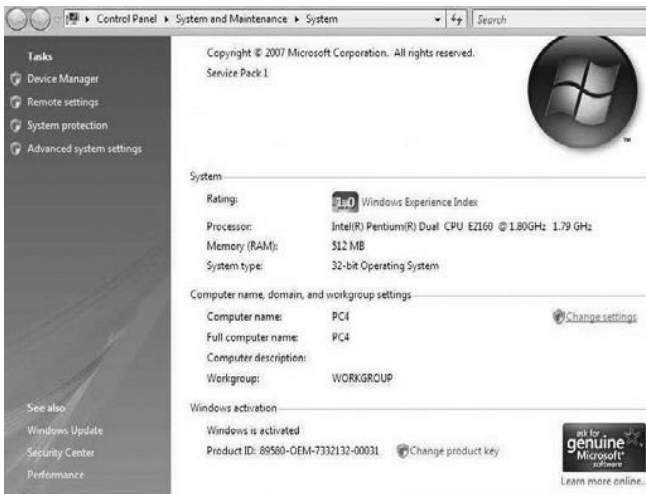 Control Panel ▸ System and Maintenance ▸ System
Search
Tasks
Device Manager
Remote settings
System protection
Advanced system settings
See also
Windows Update
Security Center
Performance
Copyright © 2007 Microsoft Corporation. All rights reserved.
Service Pack 1
TM
System
Rating: 1.0 Windows Experience Index
Processor: Intel(R) Pentium(R) Dual CPU E2160 @ 1.80GHz 1.79 GHz
Memory (RAM): 512 MB
System type: 32-bit Operating System
Computer name, domain, and workgroup settings
Computer name: PC4 Change settings
Full computer name: PC4
Computer description:
Workgroup: WORKGROUP
Windows activation
Windows is activated
Product ID: 89580-OEM-7332132-00031 Change product key
ask for
genuine
Microsoft
software
Learn more online...